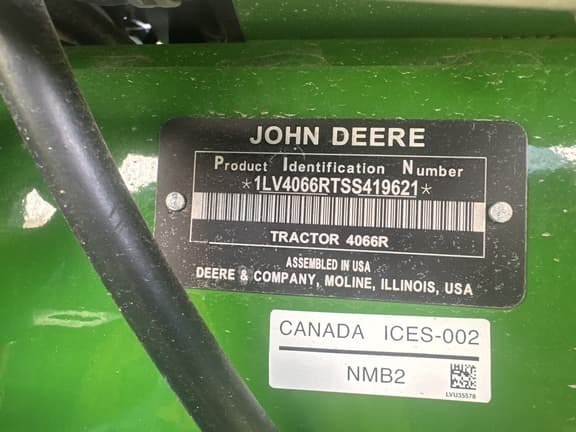 JOHN DEERE
Product Identification Number
*1LV4066RTSS419621*
TRACTOR 4066R
ASSEMBLED IN USA
DEERE & COMPANY, MOLINE, ILLINOIS, USA
CANADA ICES-002
NMB2
LVU35578